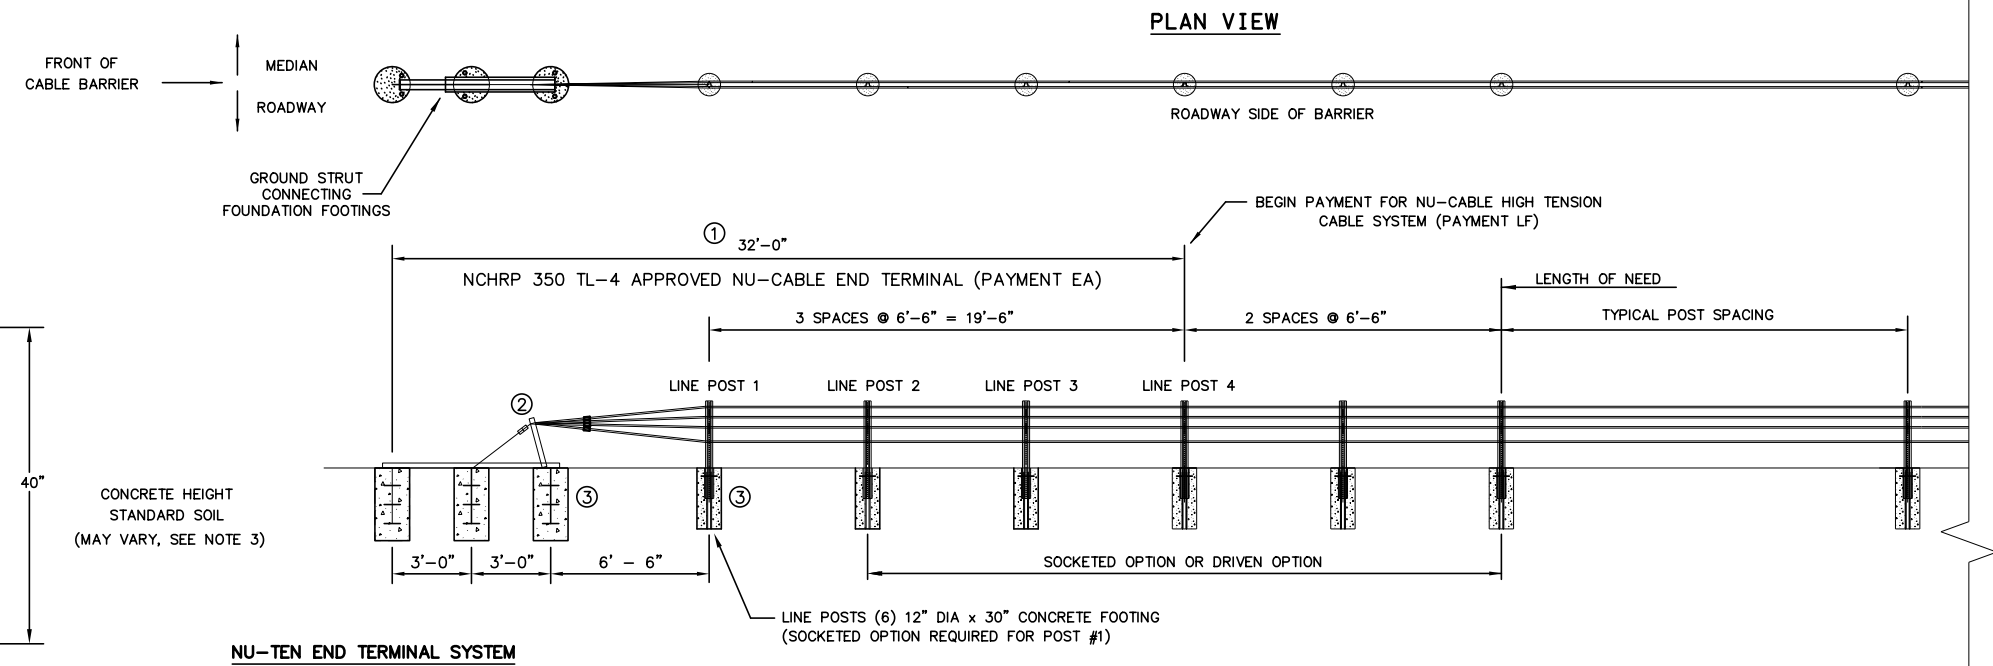 PLAN VIEW
FRONT OF
CABLE BARRIER
MEDIAN
ROADWAY
ROADWAY SIDE OF BARRIER
GROUND STRUT
CONNECTING
FOUNDATION FOOTINGS
BEGIN PAYMENT FOR NU-CABLE HIGH TENSION
CABLE SYSTEM (PAYMENT LF)
1
32'-0"
NCHRP 350 TL-4 APPROVED NU-CABLE END TERMINAL (PAYMENT EA)
LENGTH OF NEED
3 SPACES @ 6'-6" = 19'-6"
2 SPACES @ 6'-6"
TYPICAL POST SPACING
LINE POST 1
LINE POST 2
LINE POST 3
LINE POST 4
2
40"
CONCRETE HEIGHT
STANDARD SOIL
(MAY VARY, SEE NOTE 3)
3
3
3'-0"
3'-0"
6' - 6"
SOCKETED OPTION OR DRIVEN OPTION
LINE POSTS (6) 12" DIA x 30" CONCRETE FOOTING
(SOCKETED OPTION REQUIRED FOR POST #1)
NU-TEN END TERMINAL SYSTEM